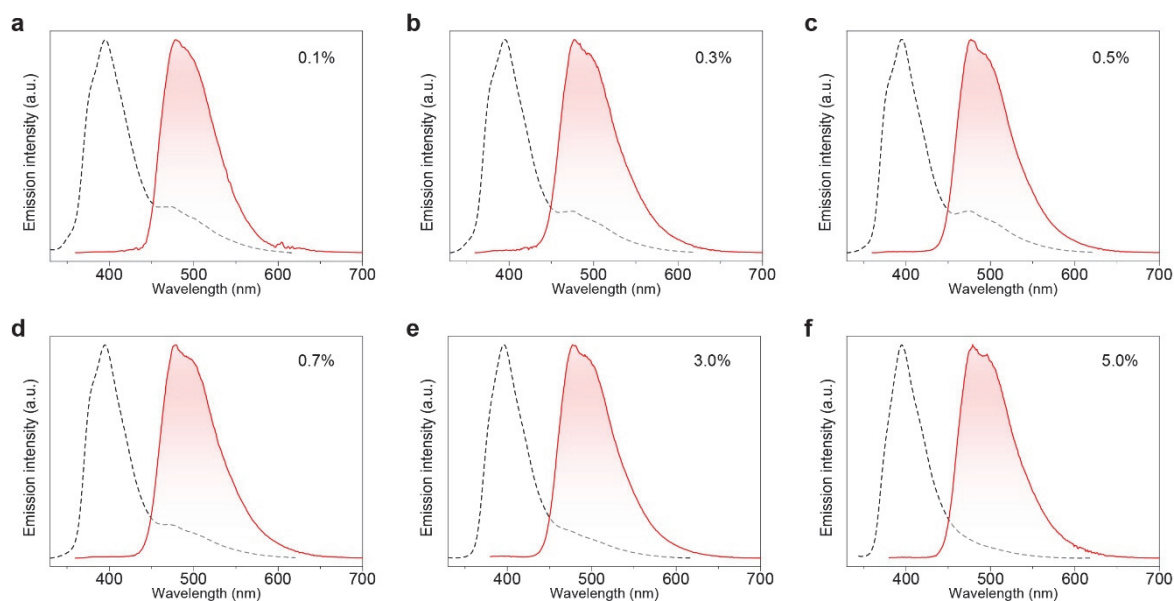 a
0.1%
Emission intensity (a.u.)
400 500 600 700
Wavelength (nm)
b
0.3%
Emission intensity (a.u.)
400 500 600 700
Wavelength (nm)
c
0.5%
Emission intensity (a.u.)
400 500 600 700
Wavelength (nm)
d
0.7%
Emission intensity (a.u.)
400 500 600 700
Wavelength (nm)
e
3.0%
Emission intensity (a.u.)
400 500 600 700
Wavelength (nm)
f
5.0%
Emission intensity (a.u.)
400 500 600 700
Wavelength (nm)